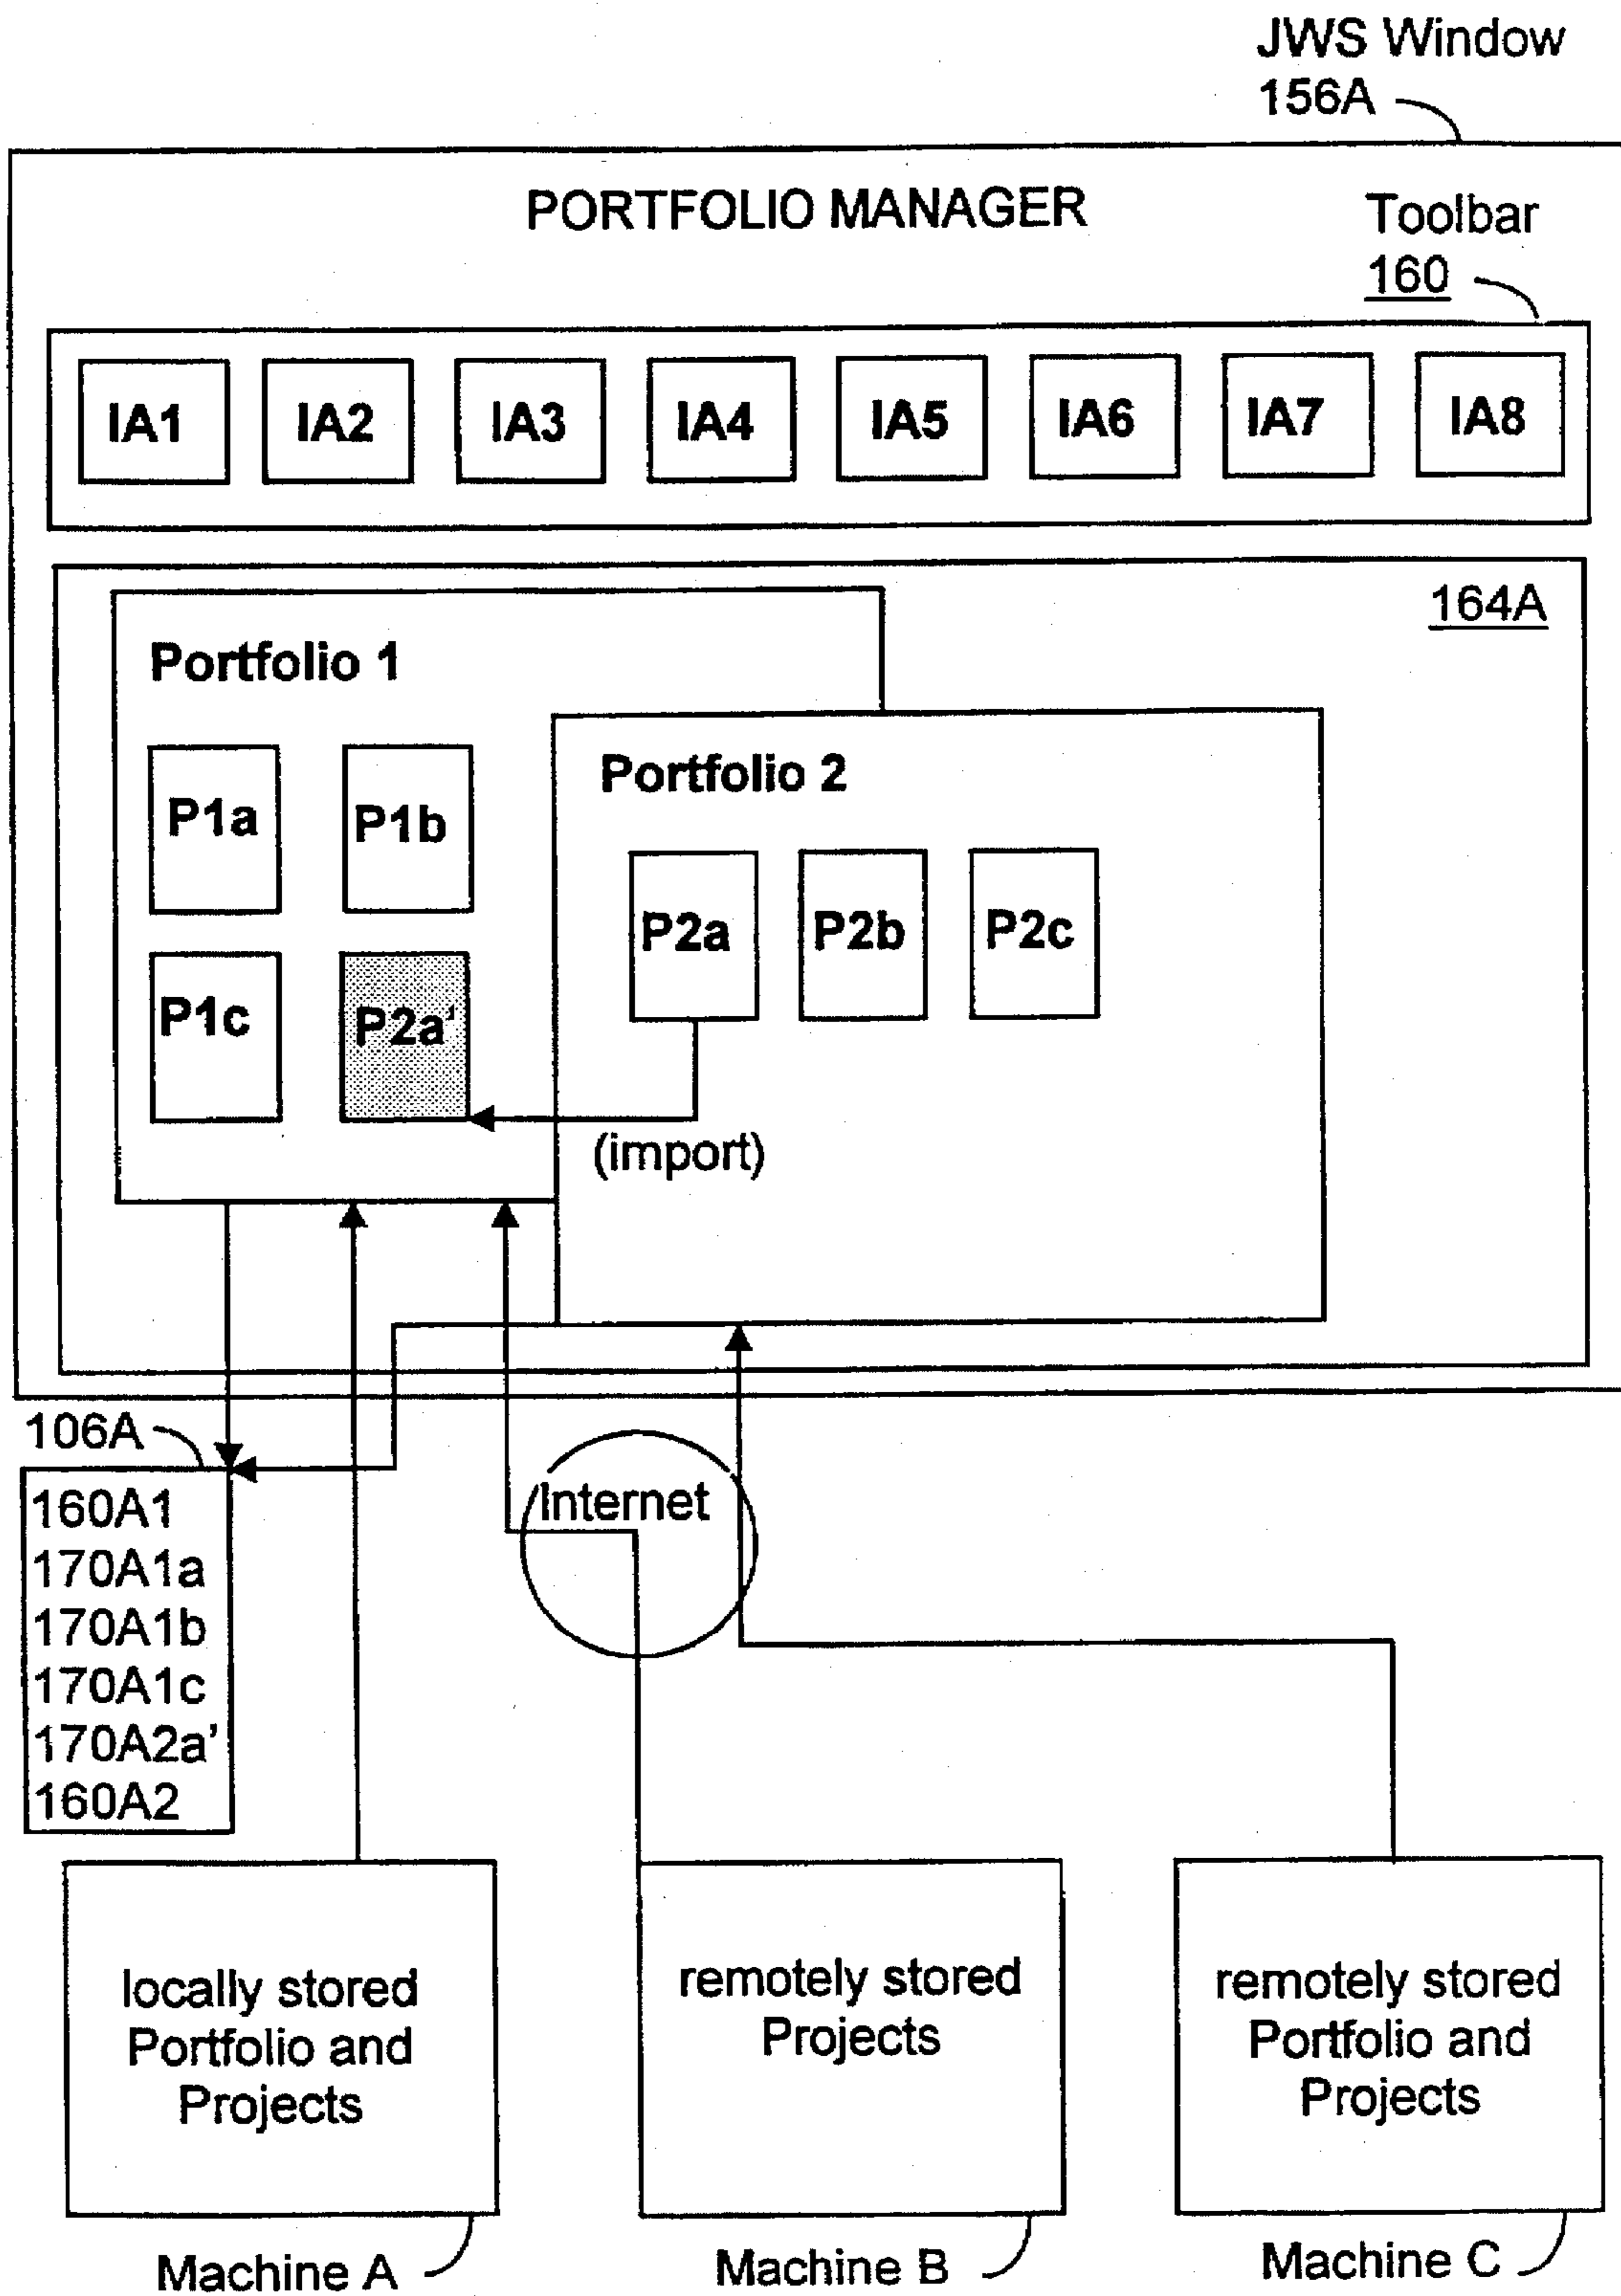 JWS Window
156A
PORTFOLIO MANAGER
Toolbar
160
IA1 IA2 IA3 IA4 IA5 IA6 IA7 IA8
164A
Portfolio 1
P1a P1b
P1c P2a'
Portfolio 2
P2a P2b P2c
(import)
106A
160A1
170A1a
170A1b
170A1c
170A2a'
160A2
Internet
locally stored
Portfolio and
Projects
Machine A
remotely stored
Projects
Machine B
remotely stored
Portfolio and
Projects
Machine C